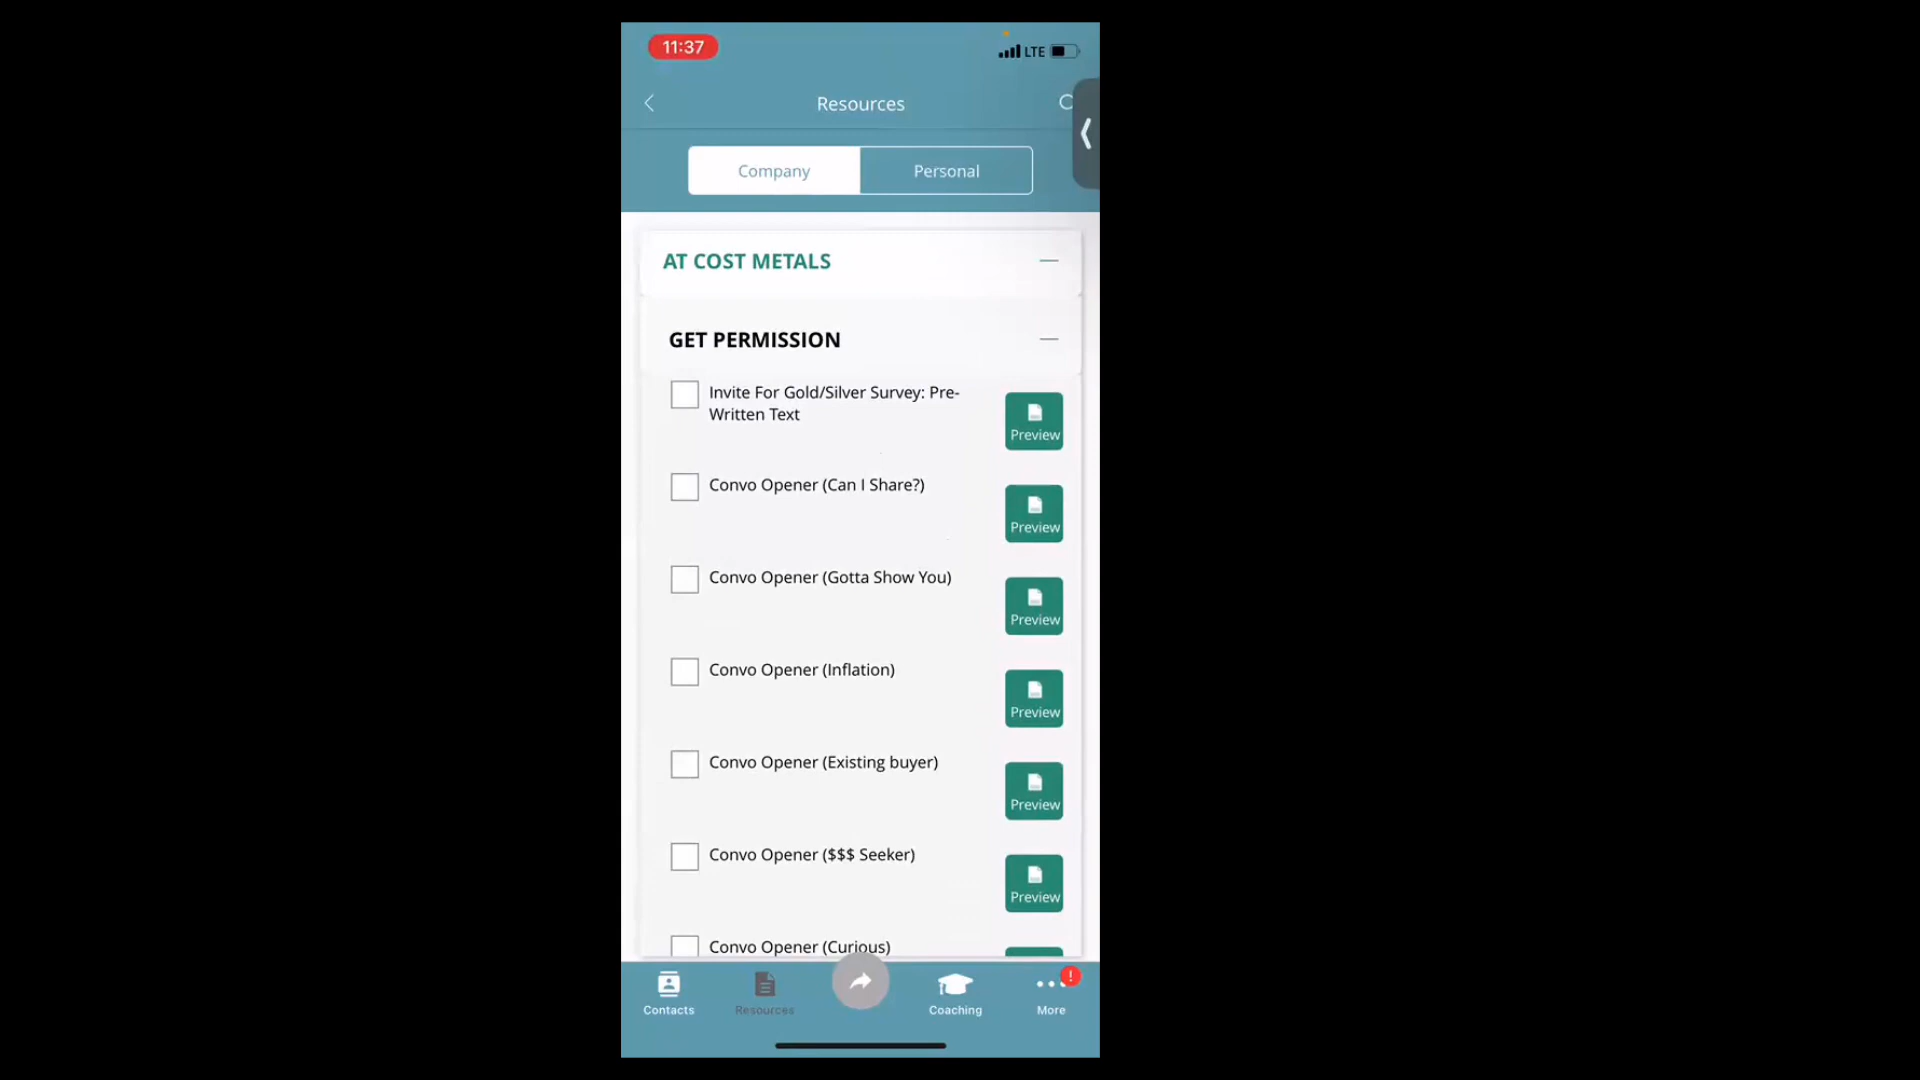 11:37
LTE
Resources
Company
Personal
AT COST METALS
GET PERMISSION
Invite For Gold/Silver Survey: Pre-
Written Text
Preview
Convo Opener (Can I Share?)
Preview
Convo Opener (Gotta Show You)
Preview
Convo Opener (Inflation)
Preview
Convo Opener (Existing buyer)
Preview
Convo Opener ($$$ Seeker)
Preview
Convo Opener (Curious)
Contacts
Resources
Coaching
!
More